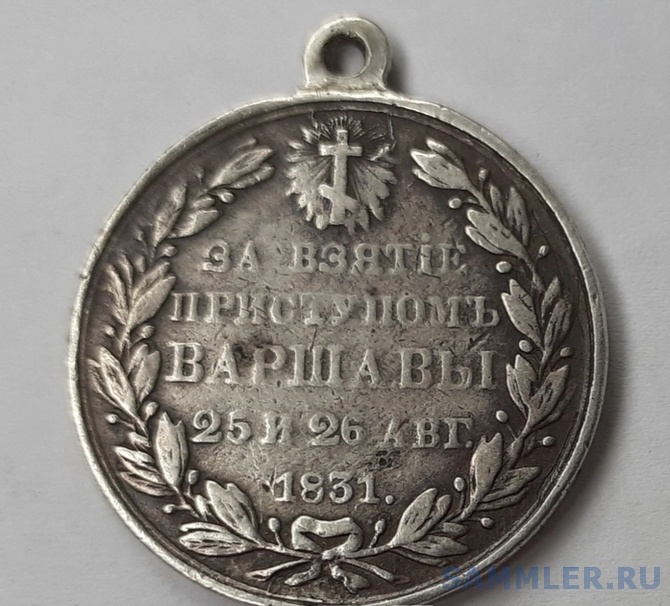 ЗА ВЗЯТІЕ
ПРИСТУПОМЪ
ВАРШАВЫ
25 И 26 АВГ.
1831.
SAMMLER.RU